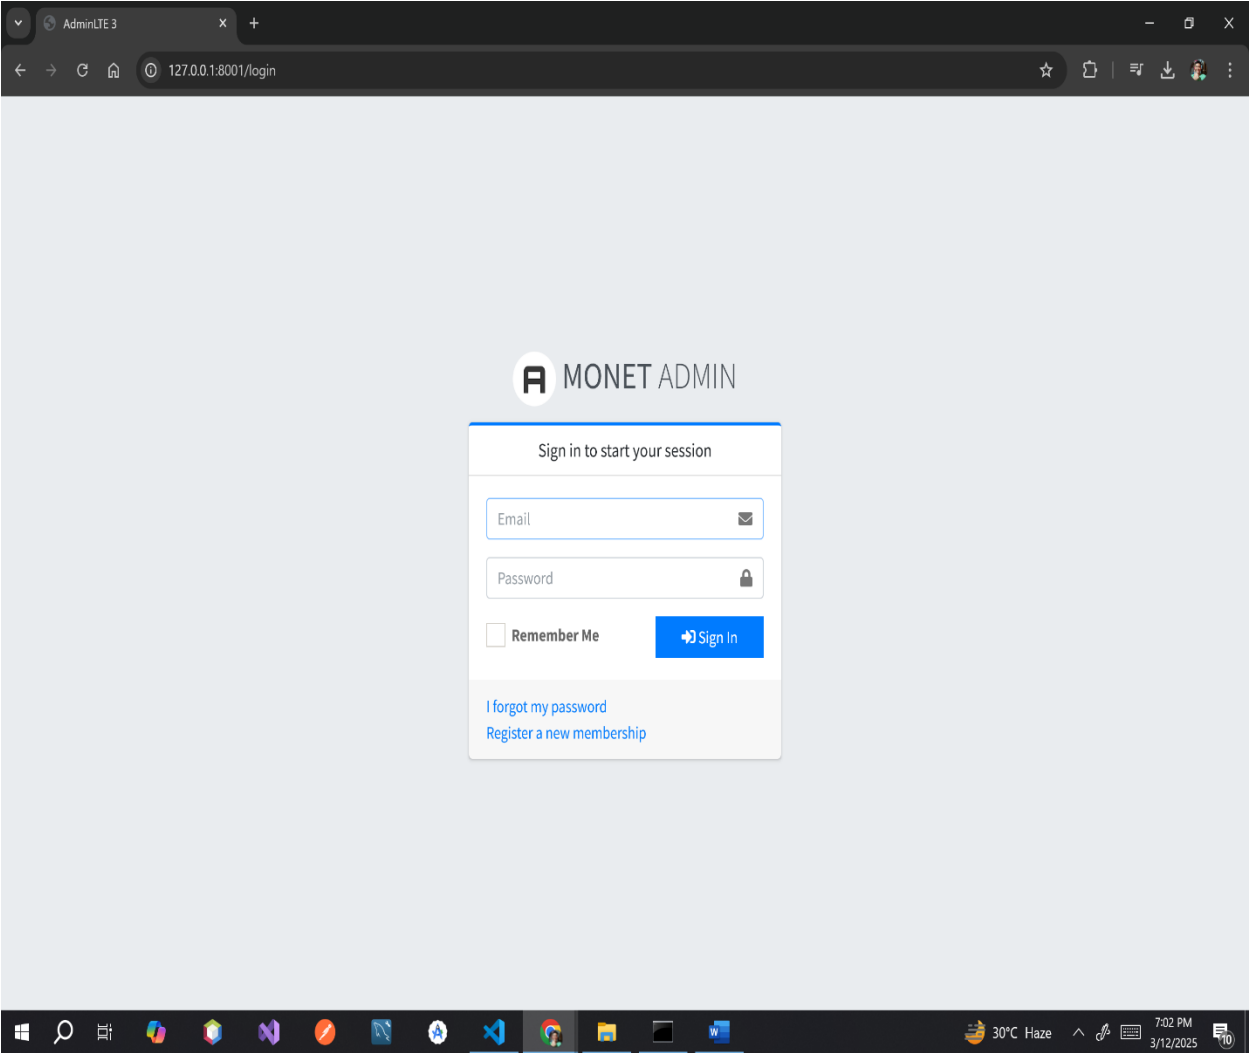 AdminLTE 3
127.0.0.1:8001/login
MONET ADMIN
Sign in to start your session
Email
Password
Remember Me
Sign In
I forgot my password
Register a new membership
30°C Haze
7:02 PM
3/12/2025
10